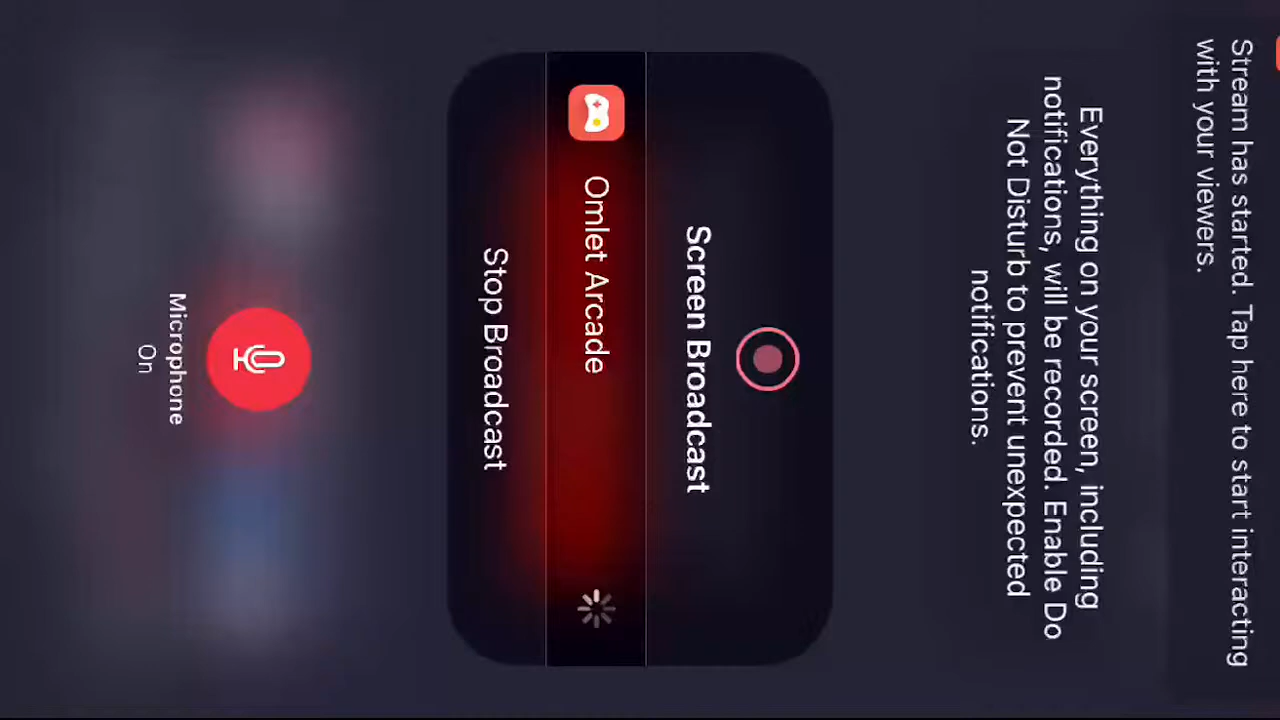 Stream has started. Tap here to start interacting
with your viewers.
Everything on your screen, including
notifications, will be recorded. Enable Do
Not Disturb to prevent unexpected
notifications.
Screen Broadcast
Omlet Arcade
Stop Broadcast
Microphone
On